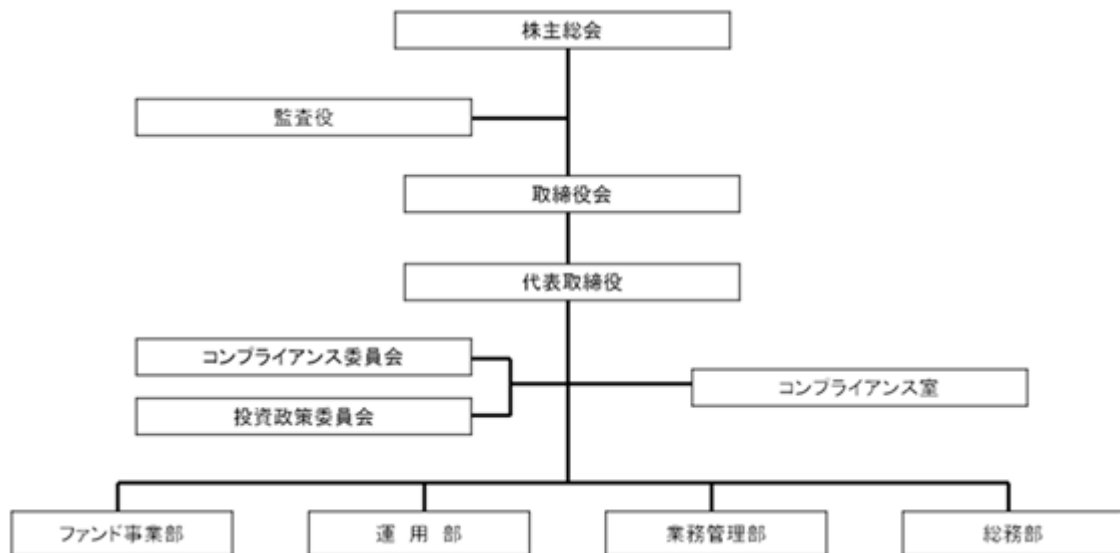 株主総会
監査役
取締役会
代表取締役
コンプライアンス委員会
コンプライアンス室
投資政策委員会
ファンド事業部
運 用 部
業務管理部
総務部